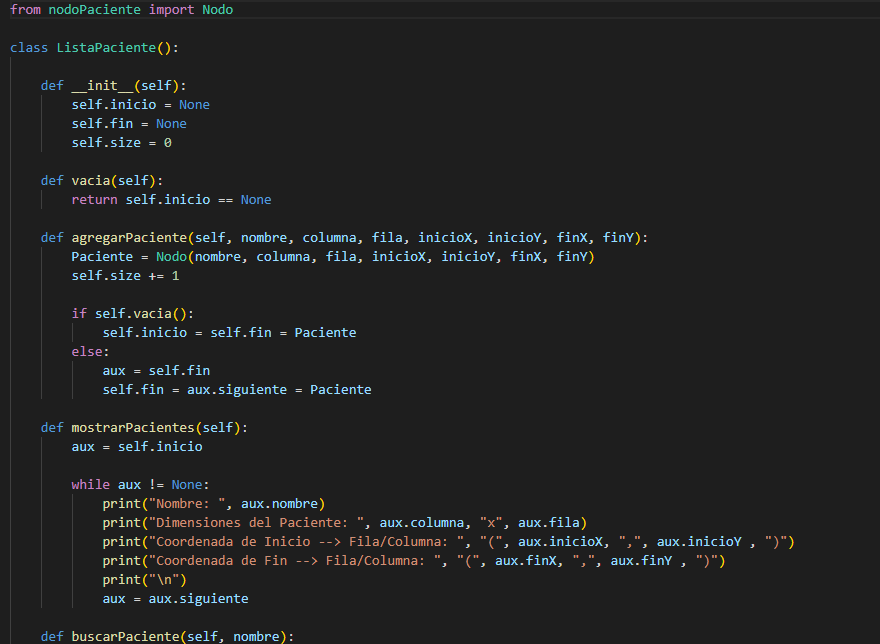 from nodoPaciente import Nodo
class ListaPaciente():
def __init__(self):
self.inicio = None
self.fin = None
self.size = 0
def vacia(self):
return self.inicio == None
def agregarPaciente(self, nombre, columna, fila, inicioX, inicioY, finX, finY):
Paciente = Nodo(nombre, columna, fila, inicioX, inicioY, finX, finY)
self.size += 1
if self.vacia():
self.inicio = self.fin = Paciente
else:
aux = self.fin
self.fin = aux.siguiente = Paciente
def mostrarPacientes(self):
aux = self.inicio
while aux != None:
print("Nombre: ", aux.nombre)
print("Dimensiones del Paciente: ", aux.columna, "x", aux.fila)
print("Coordenada de Inicio --> Fila/Columna: ", "(", aux.inicioX, ",", aux.inicioY , ")")
print("Coordenada de Fin --> Fila/Columna: ", "(", aux.finX, ",", aux.finY , ")")
print("\n")
aux = aux.siguiente
def buscarPaciente(self, nombre):